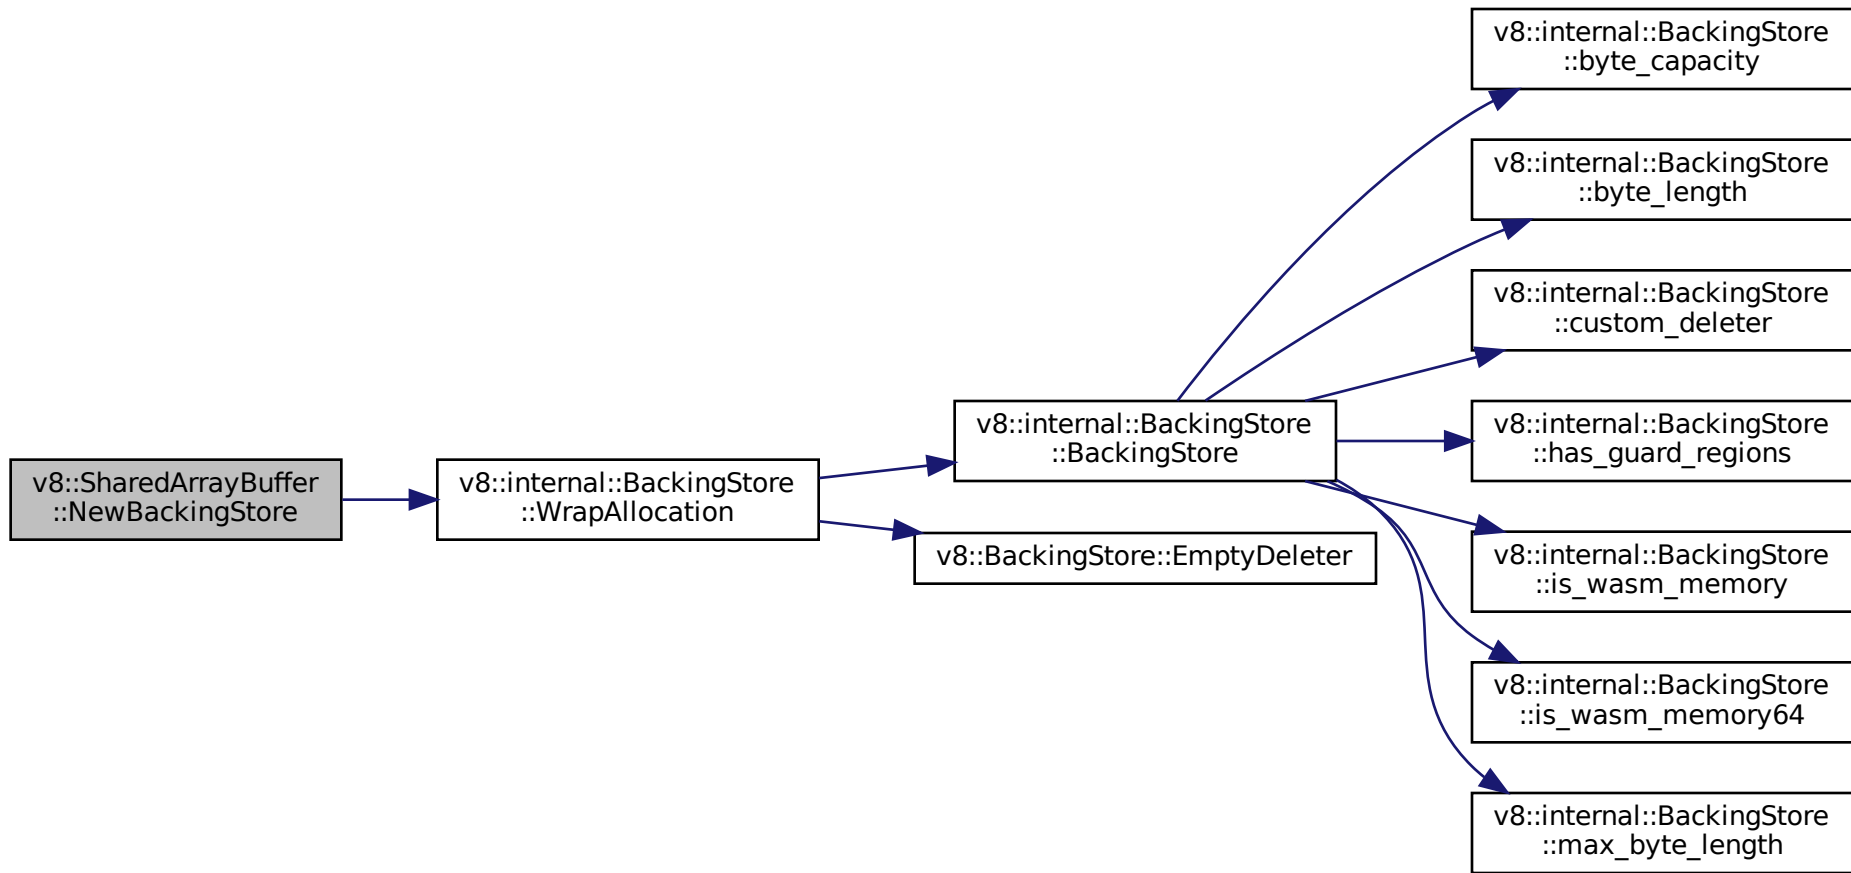 v8::SharedArrayBuffer
::NewBackingStore
v8::internal::BackingStore
::WrapAllocation
v8::internal::BackingStore
::BackingStore
v8::BackingStore::EmptyDeleter
v8::internal::BackingStore
::byte_capacity
v8::internal::BackingStore
::byte_length
v8::internal::BackingStore
::custom_deleter
v8::internal::BackingStore
::has_guard_regions
v8::internal::BackingStore
::is_wasm_memory
v8::internal::BackingStore
::is_wasm_memory64
v8::internal::BackingStore
::max_byte_length